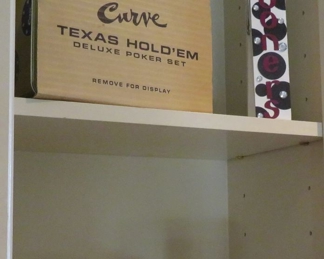 Curve
TEXAS HOLD'EM
DELUXE POKER SET
REMOVE FOR DISPLAY